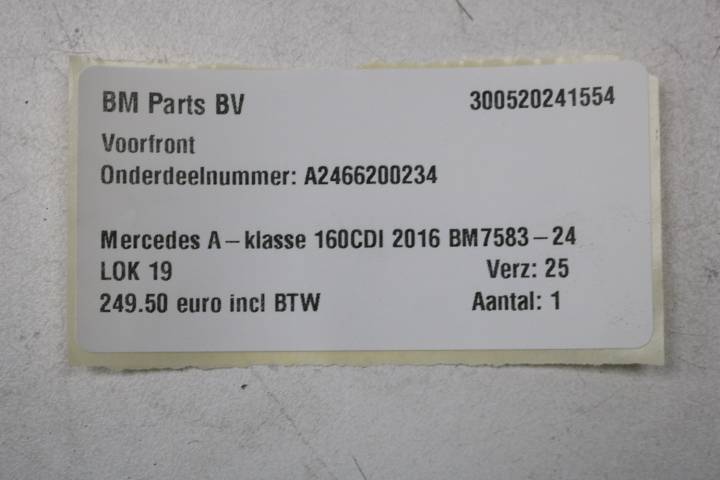 BM Parts BV 300520241554
Voorfront
Onderdeelnummer: A2466200234
Mercedes A-klasse 160CDI 2016 BM7583-24
LOK 19 Verz: 25
249.50 euro incl BTW Aantal: 1